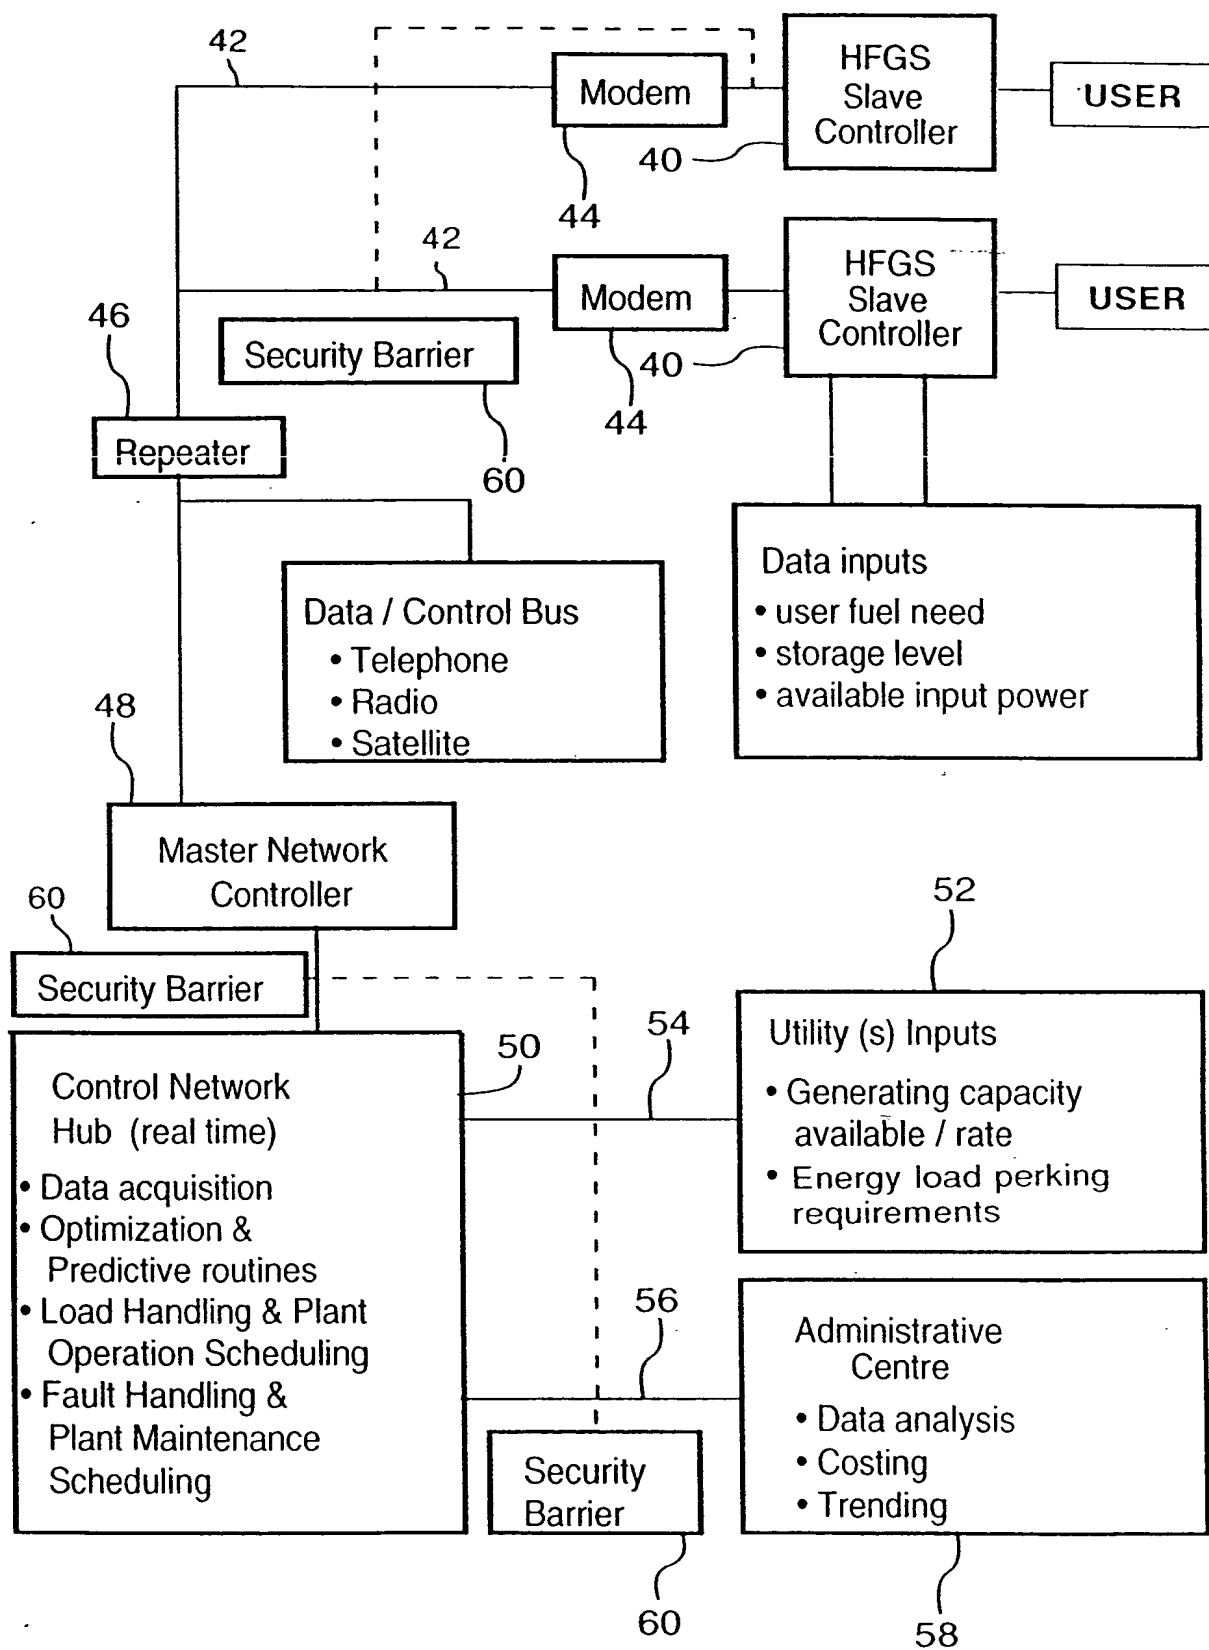 42
Modem
HFGS
Slave
Controller
USER
40
44
42
Modem
HFGS
Slave
Controller
USER
46
Security Barrier
40
44
Repeater
60
Data / Control Bus
• Telephone
• Radio
• Satellite
Data inputs
• user fuel need
• storage level
• available input power
48
Master Network
Controller
60
Security Barrier
52
50
54
Control Network
Hub (real time)
• Data acquisition
• Optimization &
Predictive routines
• Load Handling & Plant
Operation Scheduling
• Fault Handling &
Plant Maintenance
Scheduling
Utility (s) Inputs
• Generating capacity
available / rate
• Energy load perking
requirements
56
Administrative
Centre
• Data analysis
• Costing
• Trending
Security
Barrier
60
58